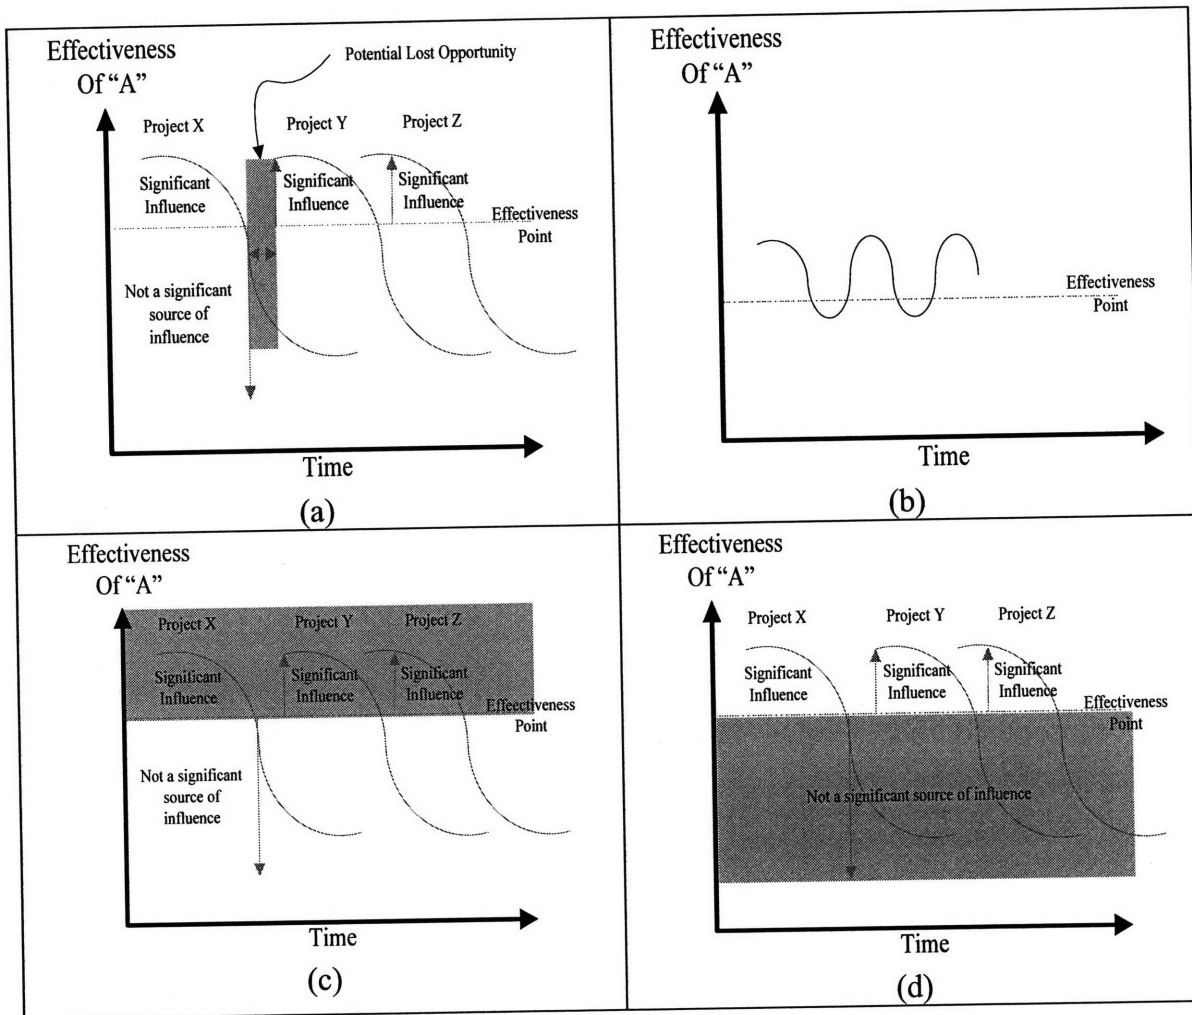 Effectiveness
Of “A”
Potential Lost Opportunity
Project X
Project Y
Project Z
Significant
Influence
Significant
Influence
Significant
Influence
Effectiveness
Point
Not a significant
source of
influence
Time
(a)
Effectiveness
Of “A”
Effectiveness
Point
Time
(b)
Effectiveness
Of “A”
Project X
Project Y
Project Z
Significant
Influence
Significant
Influence
Significant
Influence
Effectiveness
Point
Not a significant
source of
influence
Time
(c)
Effectiveness
Of “A”
Project X
Project Y
Project Z
Significant
Influence
Significant
Influence
Significant
Influence
Effectiveness
Point
Not a significant source of influence
Time
(d)